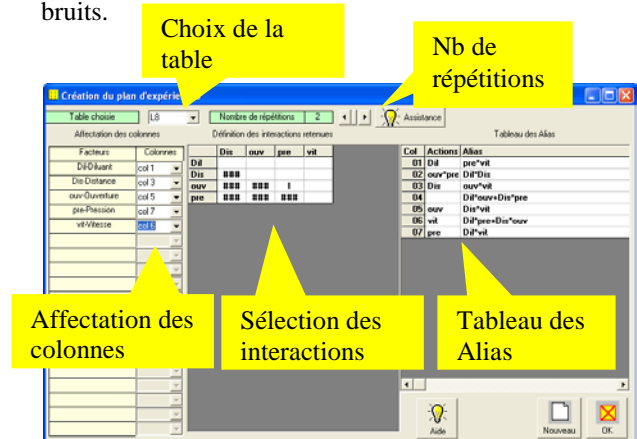 bruits.
Choix de la
table
Nb de
répétitions
Création du plan d'expérie
Table choisie L8 Nombre de répétitions 2 Assistance
Affectation des colonnes Définition des interactions retenues Tableau des Alias
Facteurs Colonnes
Dil-Diluant col 1
Dis-Distance col 3
ouv-Ouverture col 5
pre-Pression col 7
vit-Vitesse col 6
Dis ouv pre vit
Dil
Dis ###
ouv ### ### I
pre ### ### ###
Col Actions Alias
01 Dil pre*vit
02 ouv*pre Dil*Dis
03 Dis ouv*vit
04 Dil*ouv+Dis*pre
05 ouv Dis*vit
06 vit Dil*pre+Dis*ouv
07 pre Dil*vit
Affectation des
colonnes
Sélection des
interactions
Tableau des
Alias
Aide Nouveau OK